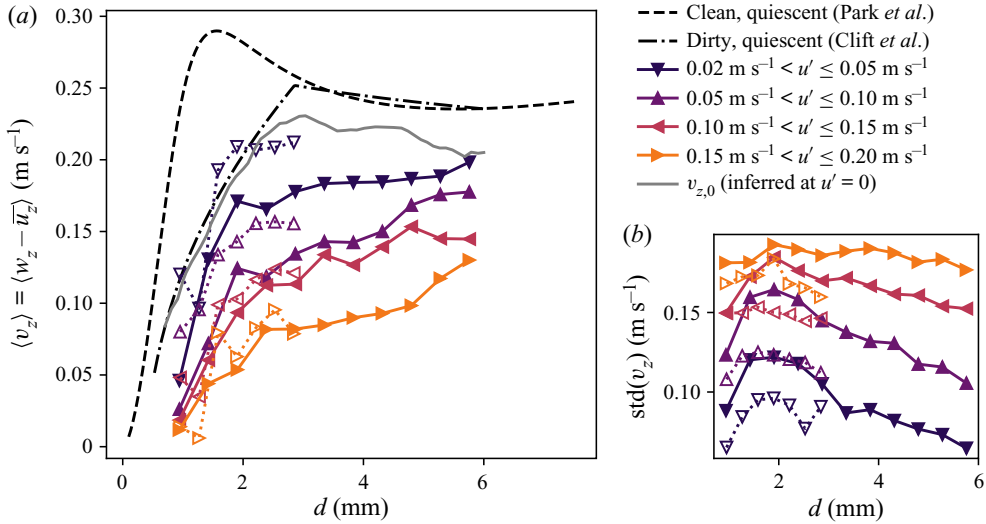 (a)
0.30
0.25
0.20
0.15
0.10
0.05
0
⟨v_z⟩ = ⟨w_z − \overline{u_z}⟩ (m s⁻¹)
0
2
4
6
d (mm)
Clean, quiescent (Park et al.)
Dirty, quiescent (Clift et al.)
0.02 m s⁻¹ < u′ ≤ 0.05 m s⁻¹
0.05 m s⁻¹ < u′ ≤ 0.10 m s⁻¹
0.10 m s⁻¹ < u′ ≤ 0.15 m s⁻¹
0.15 m s⁻¹ < u′ ≤ 0.20 m s⁻¹
v_{z,0} (inferred at u′ = 0)
(b)
0.15
0.10
std(v_z) (m s⁻¹)
2
4
6
d (mm)